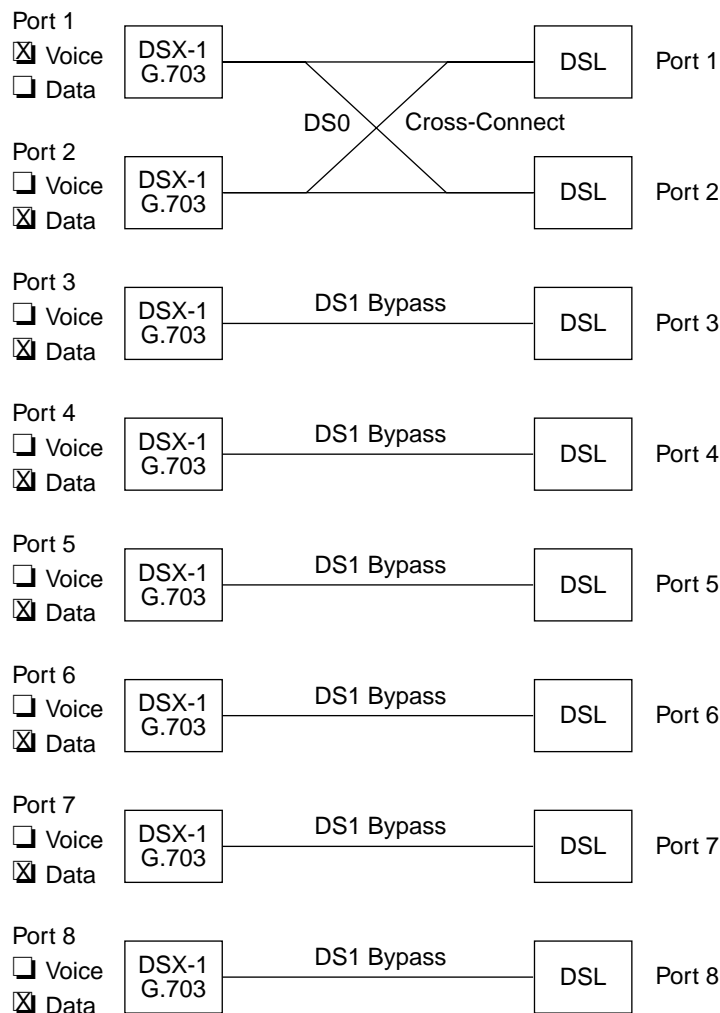 Port 1
Voice
Data
DSX-1
G.703
DSL
Port 1
DS0
Cross-Connect
Port 2
Voice
Data
DSX-1
G.703
DSL
Port 2
Port 3
Voice
Data
DSX-1
G.703
DS1 Bypass
DSL
Port 3
Port 4
Voice
Data
DSX-1
G.703
DS1 Bypass
DSL
Port 4
Port 5
Voice
Data
DSX-1
G.703
DS1 Bypass
DSL
Port 5
Port 6
Voice
Data
DSX-1
G.703
DS1 Bypass
DSL
Port 6
Port 7
Voice
Data
DSX-1
G.703
DS1 Bypass
DSL
Port 7
Port 8
Voice
Data
DSX-1
G.703
DS1 Bypass
DSL
Port 8